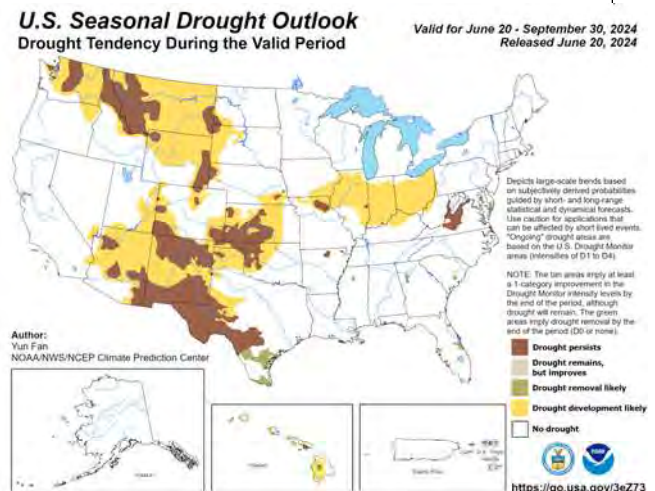 U.S. Seasonal Drought Outlook
Drought Tendency During the Valid Period
Valid for June 20 - September 30, 2024
Released June 20, 2024
Depicts large-scale trends based
on subjectively derived probabilities
guided by short- and long-range
statistical and dynamical forecasts.
Use caution for applications that
can be affected by short lived events.
"Ongoing" drought areas are
based on the U.S. Drought Monitor
areas (intensities of D1 to D4).
NOTE: The tan areas imply at least
a 1-category improvement in the
Drought Monitor intensity levels by
the end of the period, although
drought will remain. The green
areas imply drought removal by the
end of the period (D0 or none).
Author:
Yun Fan
NOAA/NWS/NCEP Climate Prediction Center
Drought persists
Drought remains,
but improves
Drought removal likely
Drought development likely
No drought
https://go.usa.gov/3eZ73